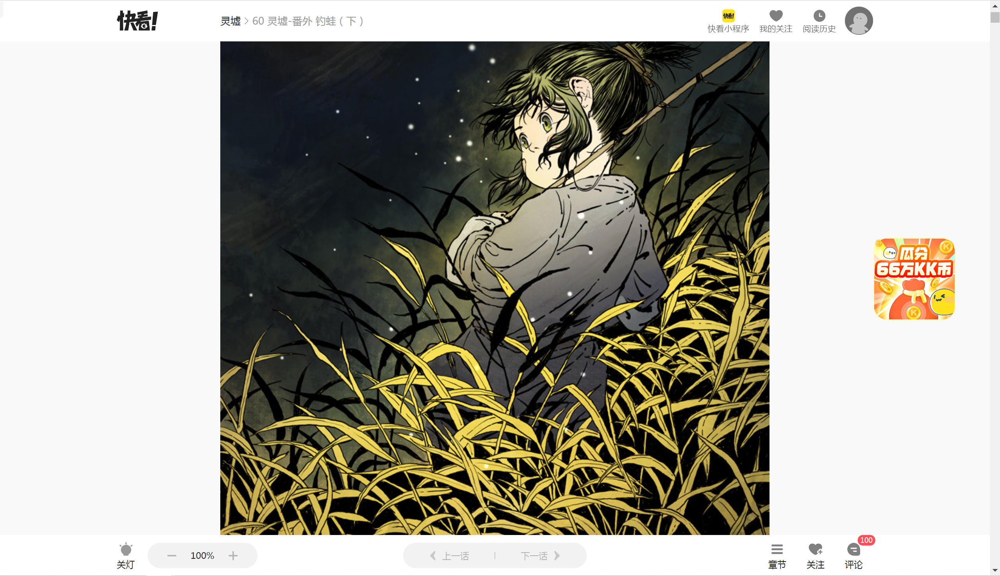 快看!
灵墟 > 60 灵墟-番外 钓蛙（下）
快看!
快看小程序
我的关注
阅读历史
瓜分
66万KK币
K
K
关灯
100%
上一话 | 下一话
章节
关注
100
评论